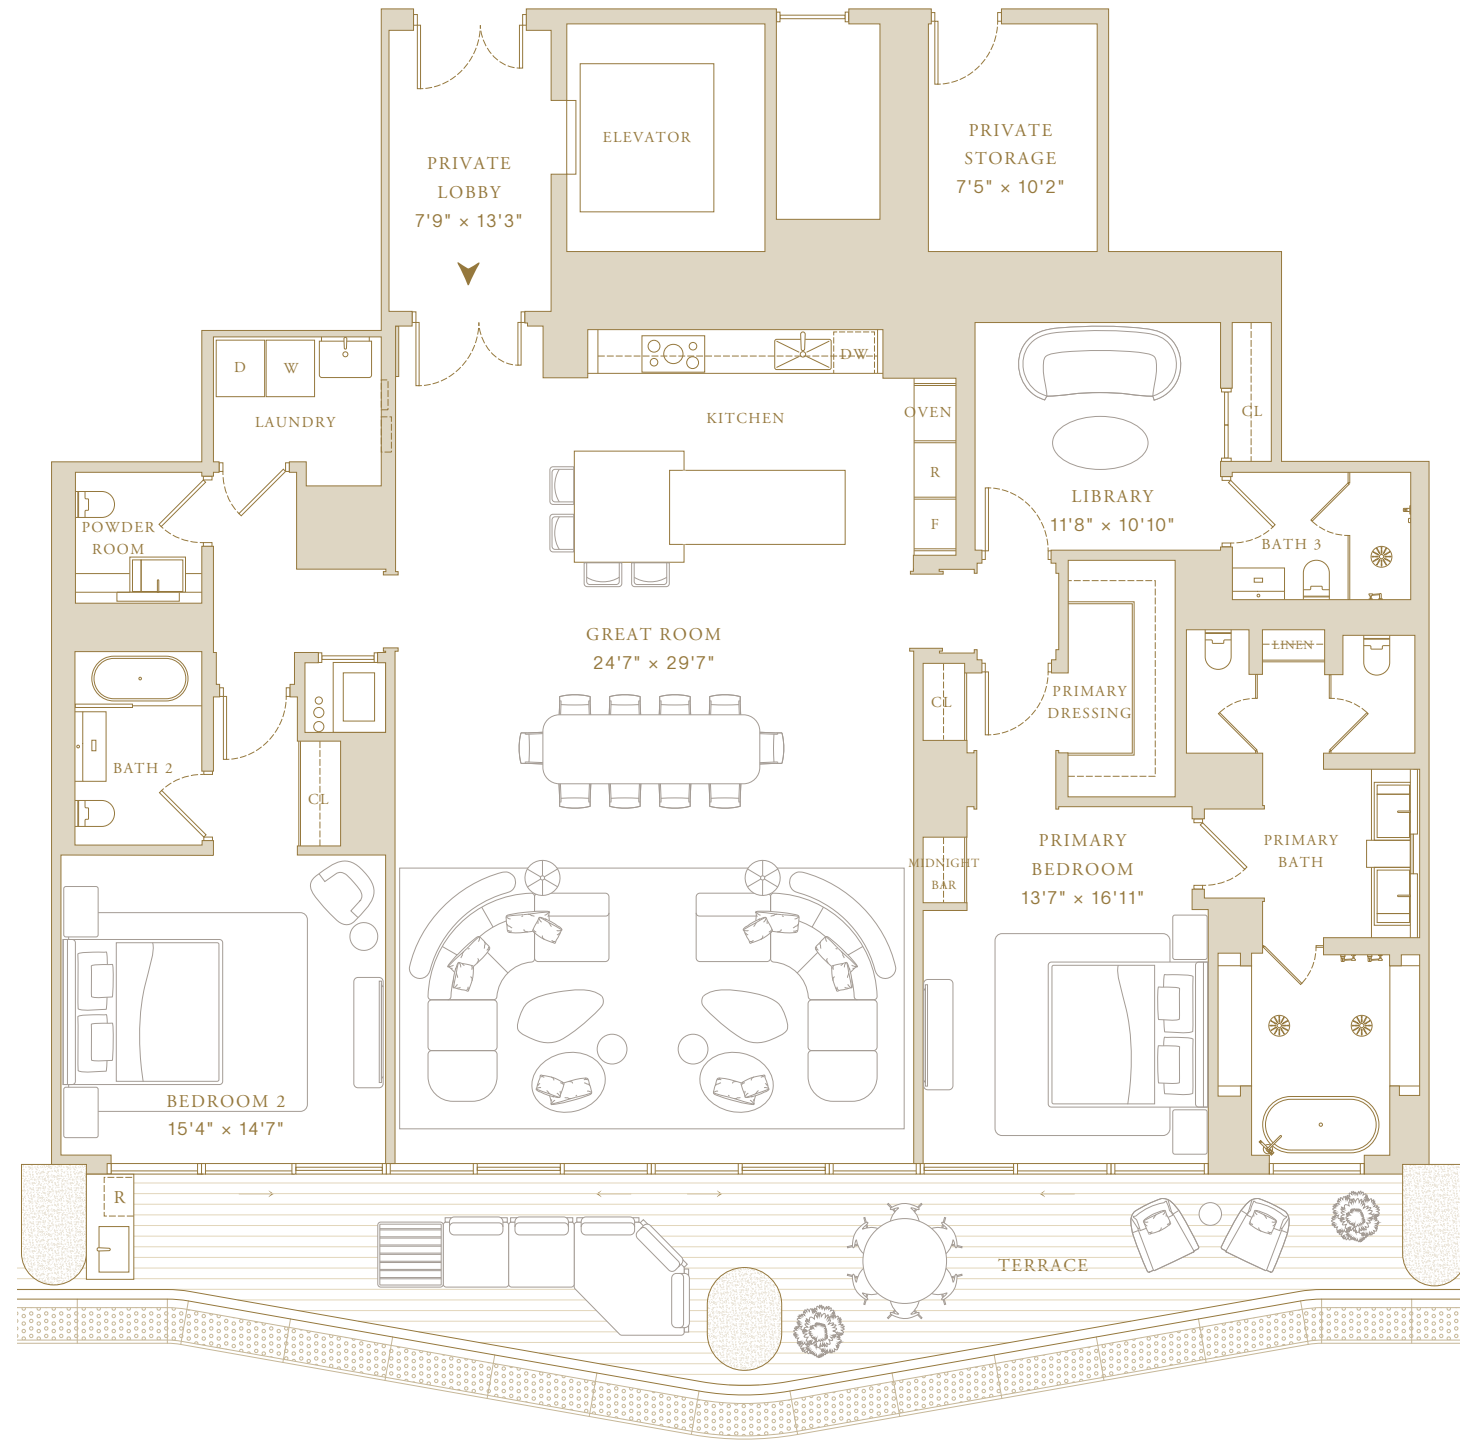 ELEVATOR
PRIVATE
STORAGE
7'5" × 10'2"
PRIVATE
LOBBY
7'9" × 13'3"
D
W
LAUNDRY
DW
KITCHEN
OVEN
R
F
CL
LIBRARY
11'8" × 10'10"
BATH 3
POWDER
ROOM
GREAT ROOM
24'7" × 29'7"
LINEN
CL
PRIMARY
DRESSING
BATH 2
CL
MIDNIGHT
BAR
PRIMARY
BEDROOM
13'7" × 16'11"
PRIMARY
BATH
BEDROOM 2
15'4" × 14'7"
R
TERRACE